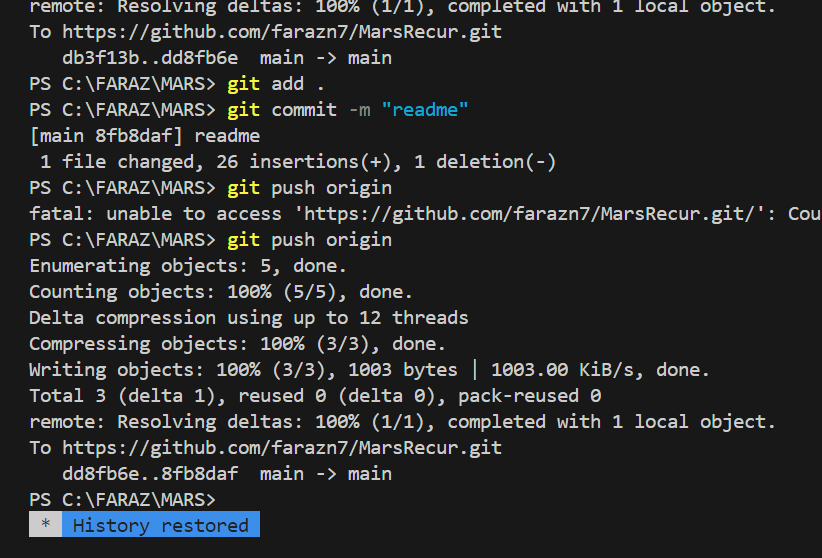 remote: Resolving deltas: 100% (1/1), completed with 1 local object.
To https://github.com/farazn7/MarsRecur.git
   db3f13b..dd8fb6e  main -> main
PS C:\FARAZ\MARS> git add .
PS C:\FARAZ\MARS> git commit -m "readme"
[main 8fb8daf] readme
 1 file changed, 26 insertions(+), 1 deletion(-)
PS C:\FARAZ\MARS> git push origin
fatal: unable to access 'https://github.com/farazn7/MarsRecur.git/': Cou
PS C:\FARAZ\MARS> git push origin
Enumerating objects: 5, done.
Counting objects: 100% (5/5), done.
Delta compression using up to 12 threads
Compressing objects: 100% (3/3), done.
Writing objects: 100% (3/3), 1003 bytes | 1003.00 KiB/s, done.
Total 3 (delta 1), reused 0 (delta 0), pack-reused 0
remote: Resolving deltas: 100% (1/1), completed with 1 local object.
To https://github.com/farazn7/MarsRecur.git
   dd8fb6e..8fb8daf  main -> main
PS C:\FARAZ\MARS>
 *  History restored